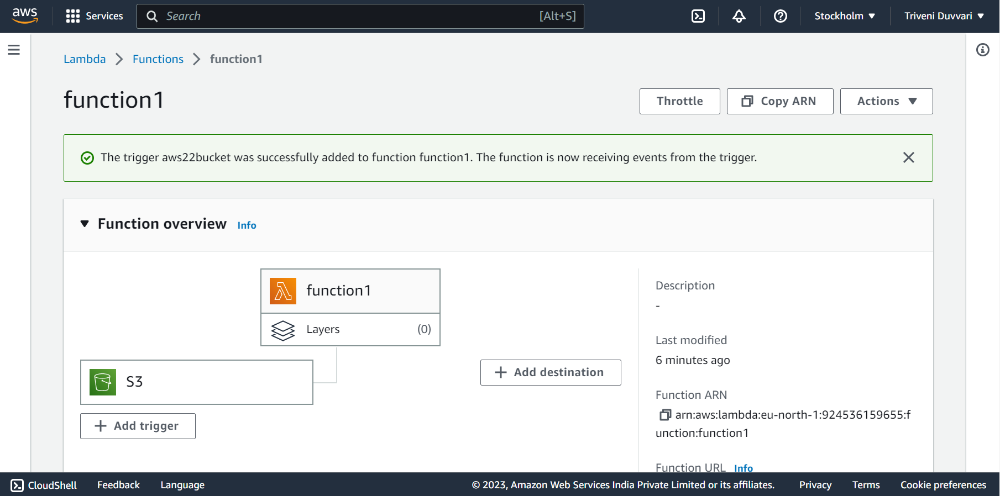 aws
Services
Search
[Alt+S]
Stockholm ▼
Triveni Duvvari ▼
Lambda > Functions > function1
function1
Throttle
Copy ARN
Actions ▼
The trigger aws22bucket was successfully added to function function1. The function is now receiving events from the trigger.
Function overview Info
function1
Layers (0)
S3
+ Add destination
+ Add trigger
Description
-
Last modified
6 minutes ago
Function ARN
arn:aws:lambda:eu-north-1:924536159655:f
unction:function1
Function URL Info
CloudShell
Feedback
Language
© 2023, Amazon Web Services India Private Limited or its affiliates.
Privacy
Terms
Cookie preferences